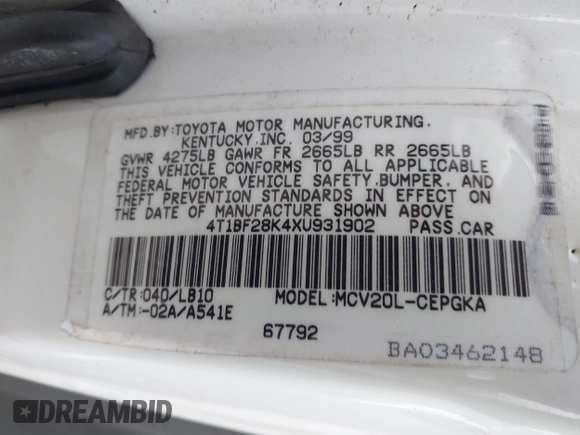 MFD.BY:TOYOTA MOTOR MANUFACTURING.
KENTUCKY.INC. 03/99
GVWR 4275LB GAWR FR 2665LB RR 2665LB
THIS VEHICLE CONFORMS TO ALL APPLICABLE
FEDERAL MOTOR VEHICLE SAFETY,BUMPER, AND
THEFT PREVENTION STANDARDS IN EFFECT ON
THE DATE OF MANUFACTURE SHOWN ABOVE
4T1BF28K4XU931902 PASS.CAR
C/TR:040/LB10 MODEL:MCV20L-CEPGKA
A/TM:-02A/A541E
67792
BA03462148
DREAMBID